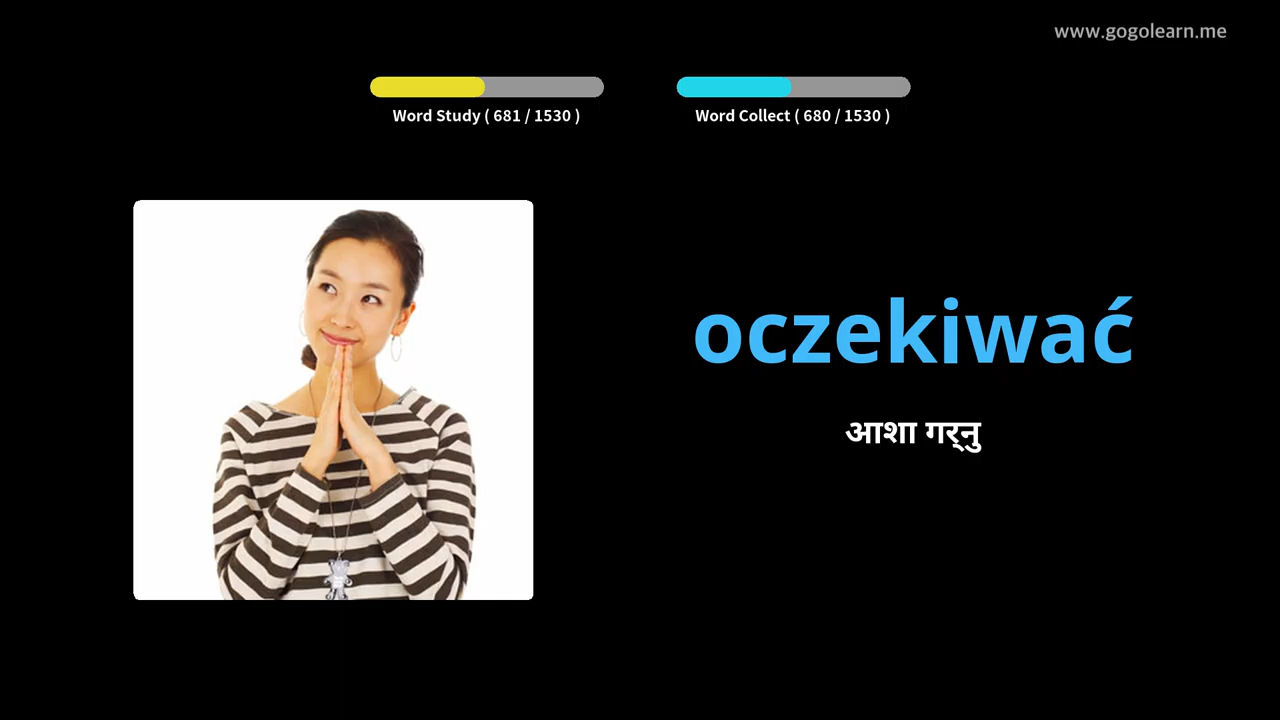 www.gogolearn.me
Word Study ( 681 / 1530 )
Word Collect ( 680 / 1530 )
oczekiwać
आशा गर्नु